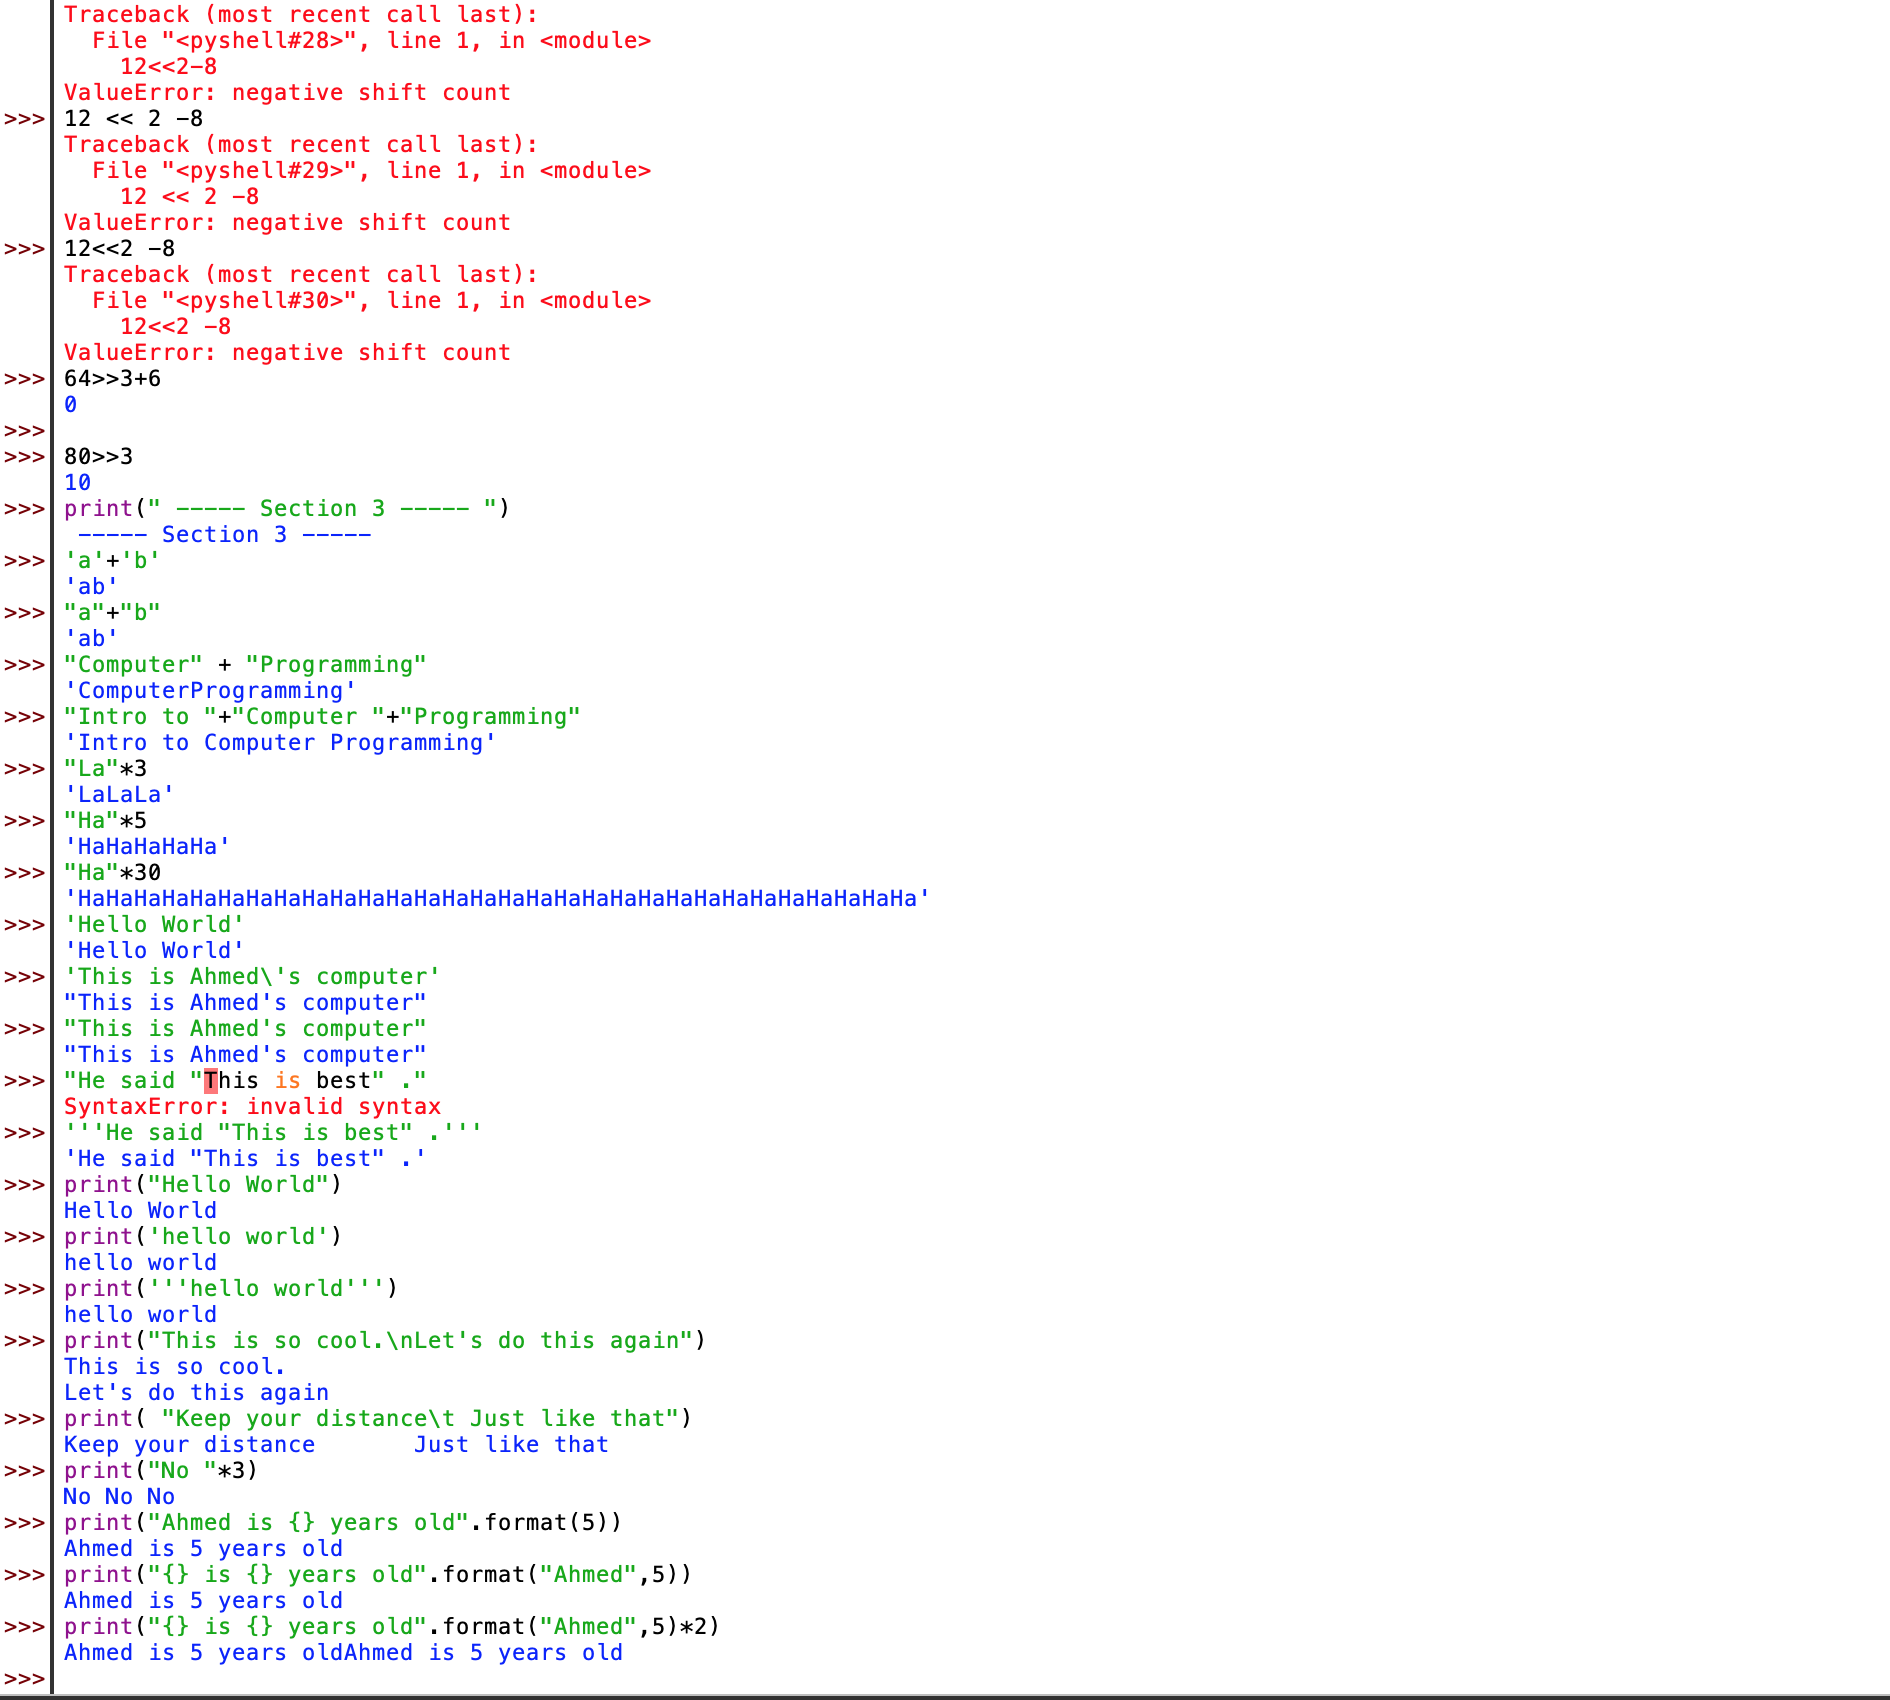 Traceback (most recent call last):
  File "<pyshell#28>", line 1, in <module>
    12<<2-8
ValueError: negative shift count
>>> 12 << 2 -8
Traceback (most recent call last):
  File "<pyshell#29>", line 1, in <module>
    12 << 2 -8
ValueError: negative shift count
>>> 12<<2 -8
Traceback (most recent call last):
  File "<pyshell#30>", line 1, in <module>
    12<<2 -8
ValueError: negative shift count
>>> 64>>3+6
0
>>>
>>> 80>>3
10
>>> print(" ----- Section 3 ----- ")
 ----- Section 3 -----
>>> 'a'+'b'
'ab'
>>> "a"+"b"
'ab'
>>> "Computer" + "Programming"
'ComputerProgramming'
>>> "Intro to "+"Computer "+"Programming"
'Intro to Computer Programming'
>>> "La"*3
'LaLaLa'
>>> "Ha"*5
'HaHaHaHaHa'
>>> "Ha"*30
'HaHaHaHaHaHaHaHaHaHaHaHaHaHaHaHaHaHaHaHaHaHaHaHaHaHaHaHaHaHa'
>>> 'Hello World'
'Hello World'
>>> 'This is Ahmed\'s computer'
"This is Ahmed's computer"
>>> "This is Ahmed's computer"
"This is Ahmed's computer"
>>> "He said "This is best" ."
SyntaxError: invalid syntax
>>> '''He said "This is best" .'''
'He said "This is best" .'
>>> print("Hello World")
Hello World
>>> print('hello world')
hello world
>>> print('''hello world''')
hello world
>>> print("This is so cool.\nLet's do this again")
This is so cool.
Let's do this again
>>> print( "Keep your distance\t Just like that")
Keep your distance       Just like that
>>> print("No "*3)
No No No
>>> print("Ahmed is {} years old".format(5))
Ahmed is 5 years old
>>> print("{} is {} years old".format("Ahmed",5))
Ahmed is 5 years old
>>> print("{} is {} years old".format("Ahmed",5)*2)
Ahmed is 5 years oldAhmed is 5 years old
>>>